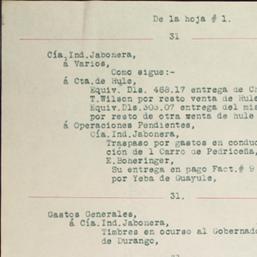 De la hoja # 1.
31
Cía. Ind. Jabonera,
á Varios,
Como sigue:-
á Cta. de Hule,
Equiv. Dls. 468.17 entrega de
T. Wilson por resto venta de Hule
Equiv. Dls. 303.07 entrega del
por resto de otra venta de hule
á Operaciones Pendientes,
Cía. Ind. Jabonera,
Traspaso por gastos en
ción de 1 Carro de Pedriceña,
E. Boheringer,
Su entrega en pago Fact. # 9
por Yeba de Guayule,
31.
Gastos Generales,
á Cía. Ind. Jabonera,
Timbres en ocurso al
de Durango,